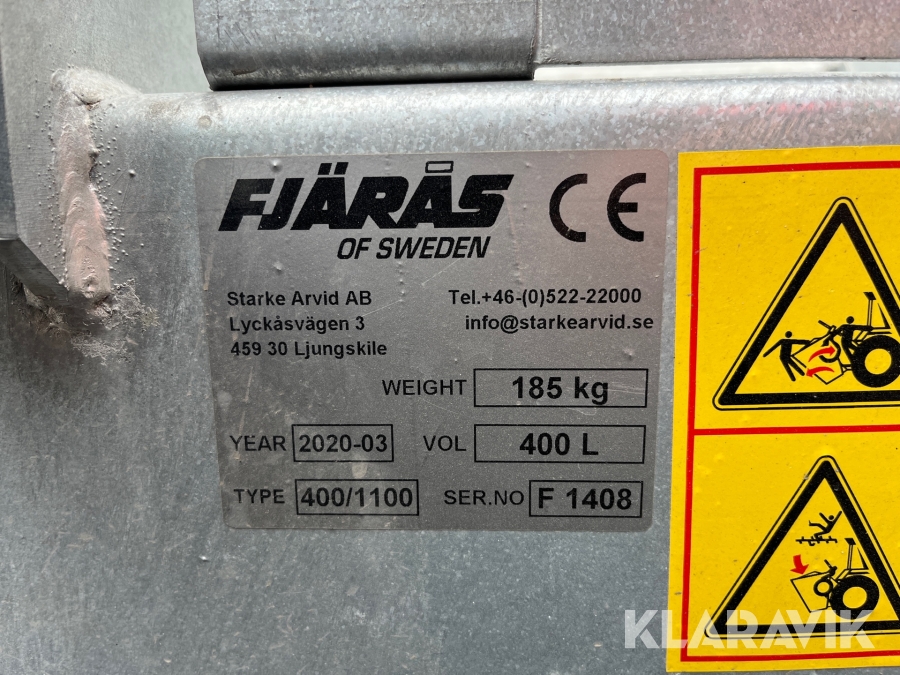 FJÄRÅS
OF SWEDEN
CE
Starke Arvid AB
Lyckåsvägen 3
459 30 Ljungskile
Tel.+46-(0)522-22000
info@starkearvid.se
WEIGHT 185 kg
YEAR 2020-03 VOL 400 L
TYPE 400/1100 SER.NO F 1408
KLARAVIK